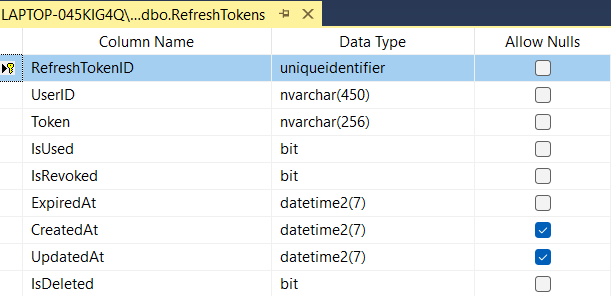 LAPTOP-045KIG4Q\...dbo.RefreshTokens
Column Name Data Type Allow Nulls
RefreshTokenID uniqueidentifier
UserID nvarchar(450)
Token nvarchar(256)
IsUsed bit
IsRevoked bit
ExpiredAt datetime2(7)
CreatedAt datetime2(7)
UpdatedAt datetime2(7)
IsDeleted bit